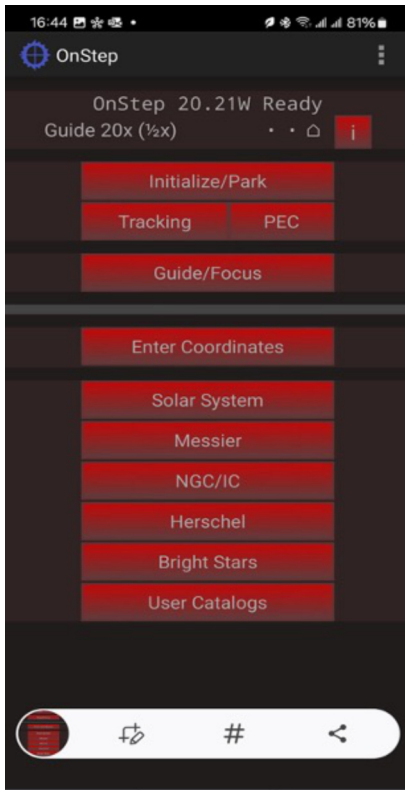 16:44 81%
OnStep
OnStep 20.21W Ready
Guide 20x (½x) i
Initialize/Park
Tracking PEC
Guide/Focus
Enter Coordinates
Solar System
Messier
NGC/IC
Herschel
Bright Stars
User Catalogs
#